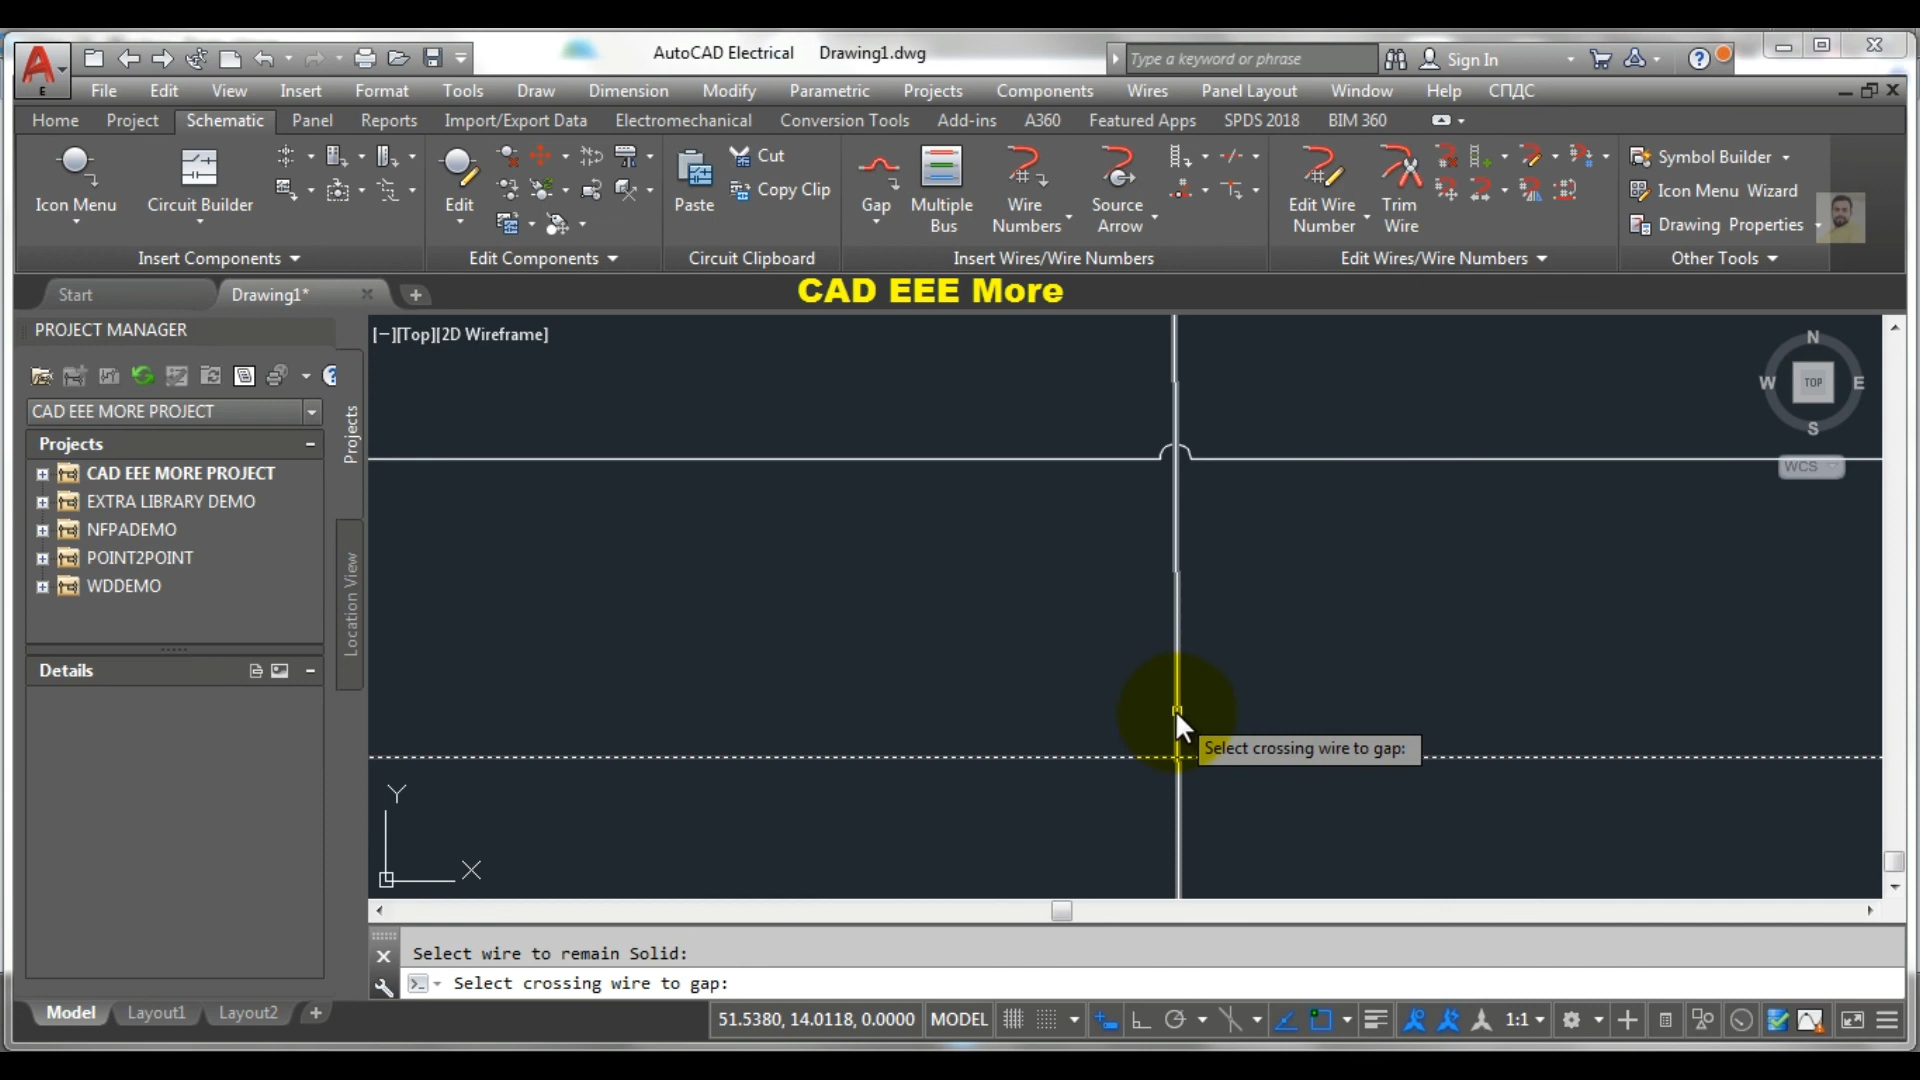 AutoCAD Electrical Drawing1.dwg
Type a keyword or phrase
Sign In
File Edit View Insert Format Tools Draw Dimension Modify Parametric Projects Components Wires Panel Layout Window Help СПДС
Home Project Schematic Panel Reports Import/Export Data Electromechanical Conversion Tools Add-ins A360 Featured Apps SPDS 2018 BIM 360
Icon Menu
Circuit Builder
Insert Components
Edit
Edit Components
Paste
Cut
Copy Clip
Circuit Clipboard
Gap
Multiple
Bus
Wire
Numbers
Source
Arrow
Insert Wires/Wire Numbers
Edit Wire
Number
Trim
Wire
Edit Wires/Wire Numbers
Symbol Builder
Icon Menu Wizard
Drawing Properties
Other Tools
Start
Drawing1*
CAD EEE More
PROJECT MANAGER
CAD EEE MORE PROJECT
Projects
CAD EEE MORE PROJECT
EXTRA LIBRARY DEMO
NFPADEMO
POINT2POINT
WDDEMO
Details
Projects
Location View
[−][Top][2D Wireframe]
N
W TOP E
S
WCS
Select crossing wire to gap:
Y
X
Select wire to remain Solid:
Select crossing wire to gap:
Model Layout1 Layout2
51.5380, 14.0118, 0.0000 MODEL
1:1